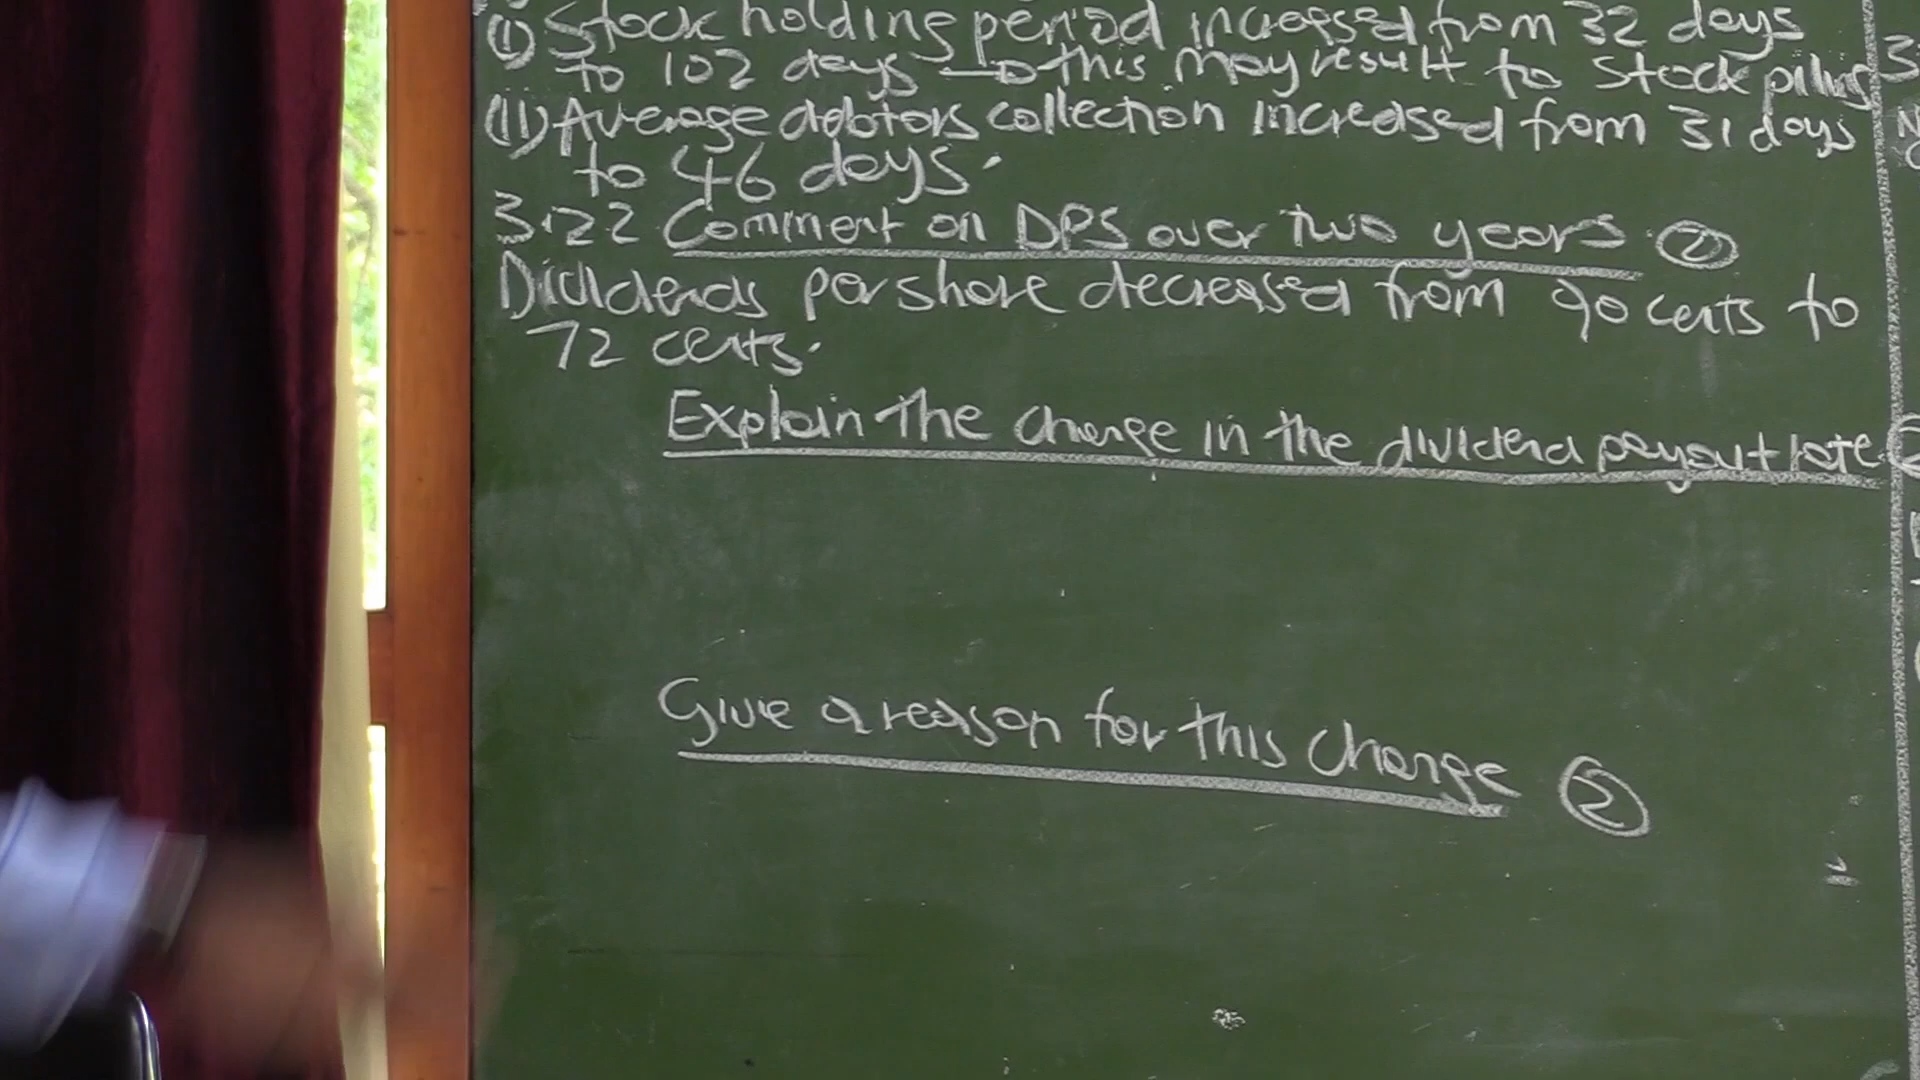 (i) Stock holding period increased from 32 days
to 102 days → this may result to stock piling
(ii) Average debtors collection increased from 31 days
to 46 days.
3.2.2 Comment on DPS over two years. ②
Dividends per share decreased from 90 cents to
72 cents.
Explain the change in the dividend payout rate
Give a reason for this change ②